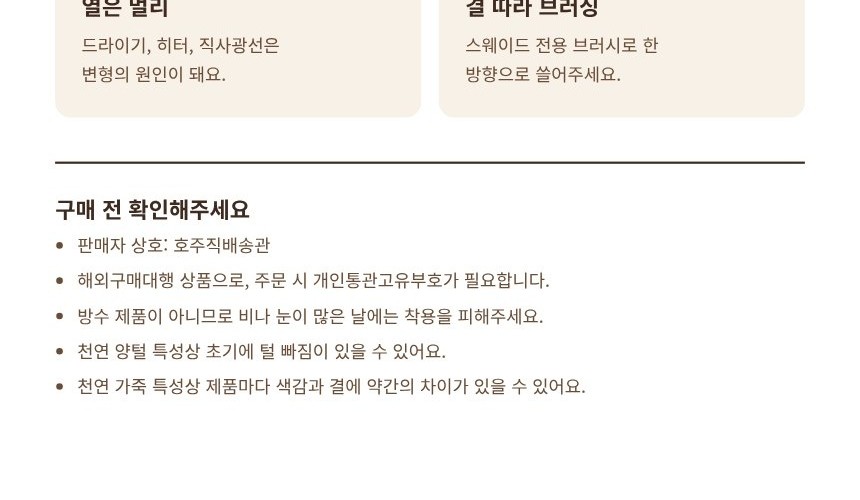 열은 멀리
결 따라 브러싱
드라이기, 히터, 직사광선은
변형의 원인이 돼요.
스웨이드 전용 브러시로 한
방향으로 쓸어주세요.
구매 전 확인해주세요
판매자 상호: 호주직배송관
해외구매대행 상품으로, 주문 시 개인통관고유부호가 필요합니다.
방수 제품이 아니므로 비나 눈이 많은 날에는 착용을 피해주세요.
천연 양털 특성상 초기에 털 빠짐이 있을 수 있어요.
천연 가죽 특성상 제품마다 색감과 결에 약간의 차이가 있을 수 있어요.